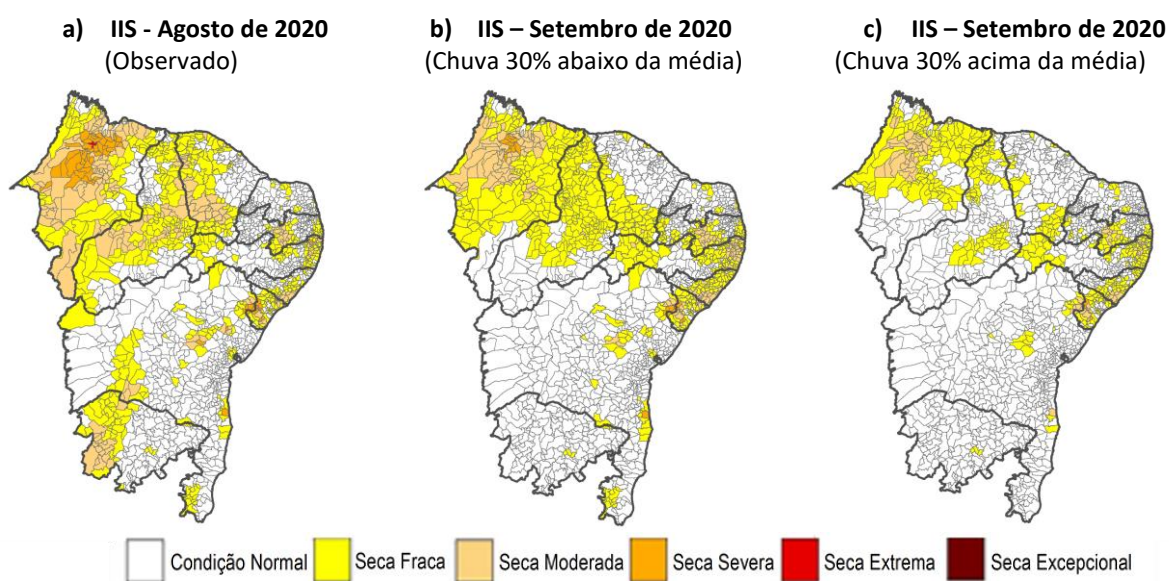 a) IIS - Agosto de 2020
(Observado)
b) IIS – Setembro de 2020
(Chuva 30% abaixo da média)
c) IIS – Setembro de 2020
(Chuva 30% acima da média)
Condição Normal
Seca Fraca
Seca Moderada
Seca Severa
Seca Extrema
Seca Excepcional